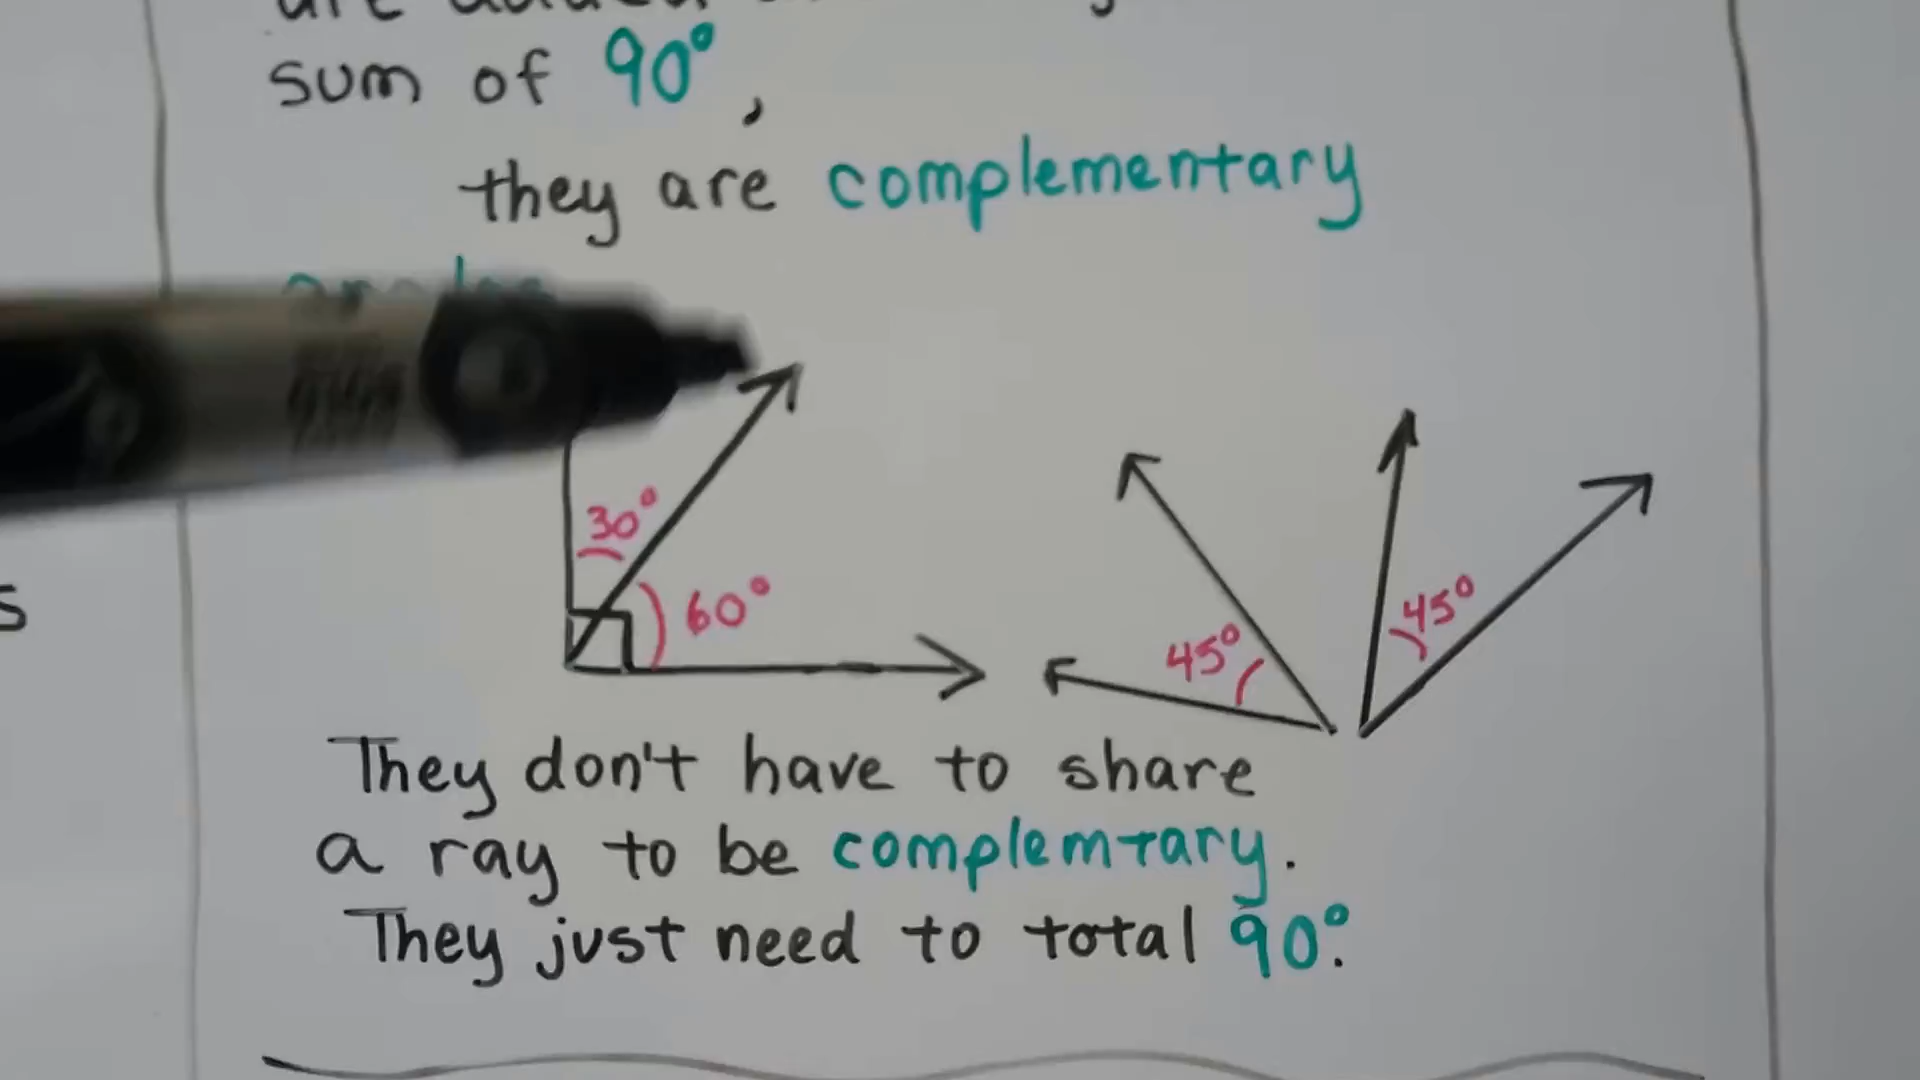 sum of 90°,
they are complementary
30°
60°
45°
45°
They don't have to share
a ray to be complemtary.
They just need to total 90°.
s